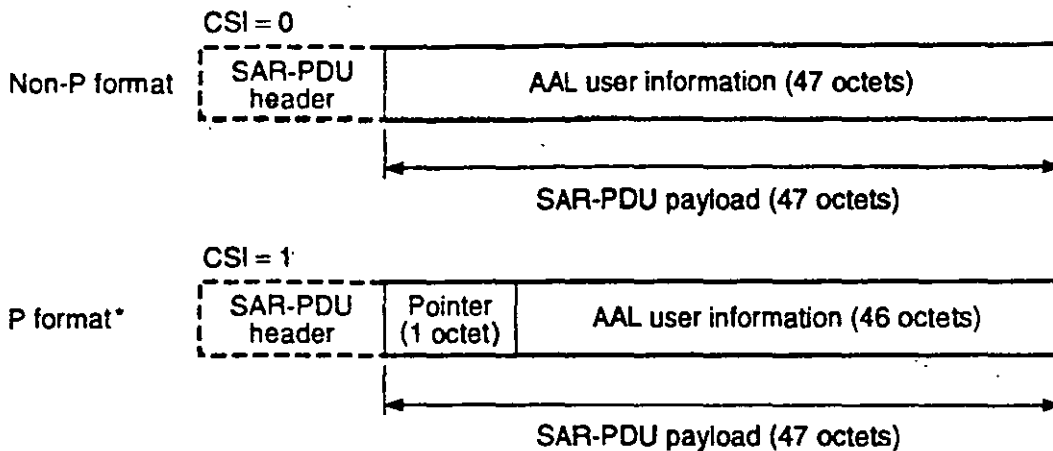 CSI = 0
Non-P format
SAR-PDU
header
AAL user information (47 octets)
SAR-PDU payload (47 octets)
CSI = 1
P format*
SAR-PDU
header
Pointer
(1 octet)
AAL user information (46 octets)
SAR-PDU payload (47 octets)